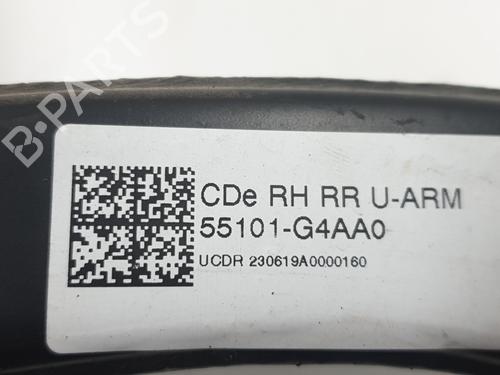 B-PARTS
CDe RH RR U-ARM
55101-G4AA0
UCDR 230619A0000160